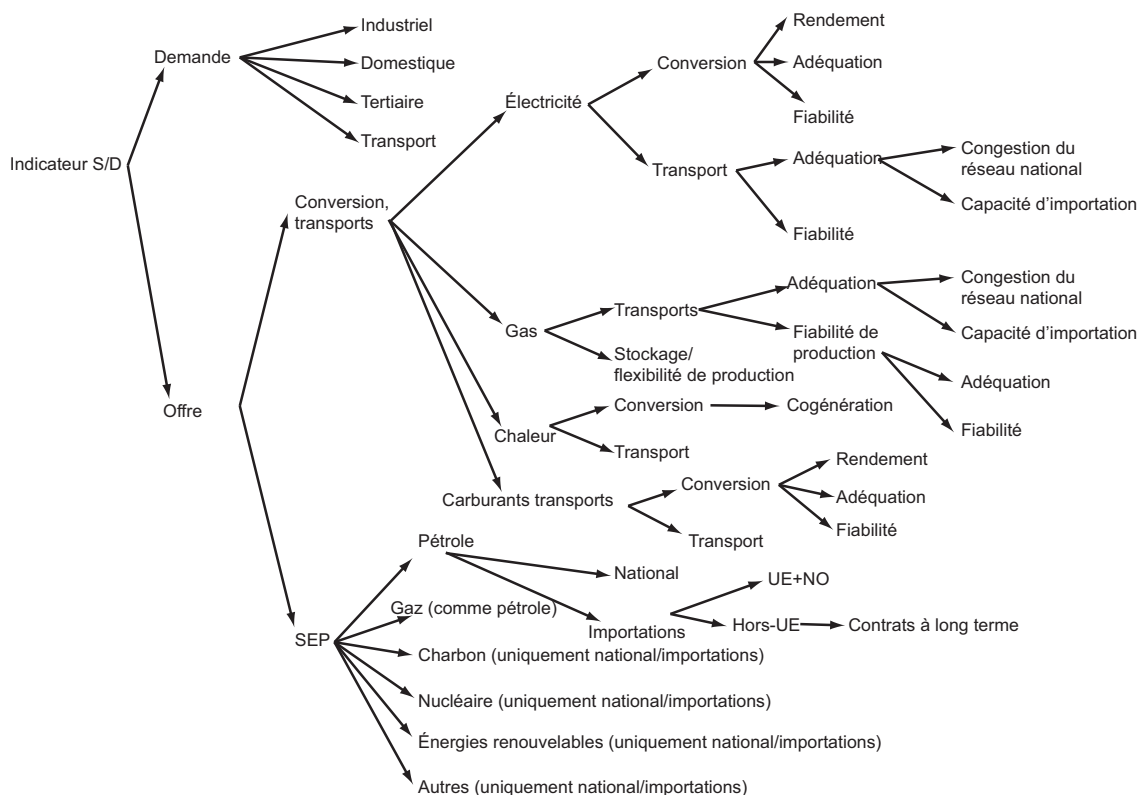 Indicateur S/D
Demande
Industriel
Domestique
Tertiaire
Transport
Offre
Conversion,
transports
Électricité
Conversion
Rendement
Adéquation
Fiabilité
Transport
Adéquation
Congestion du
réseau national
Capacité d'importation
Fiabilité
Gas
Transports
Adéquation
Congestion du
réseau national
Capacité d'importation
Fiabilité de
production
Adéquation
Fiabilité
Stockage/
flexibilité de production
Chaleur
Conversion
Cogénération
Transport
Carburants transports
Conversion
Rendement
Adéquation
Fiabilité
Transport
SEP
Pétrole
National
Importations
UE+NO
Hors-UE
Contrats à long terme
Gaz (comme pétrole)
Charbon (uniquement national/importations)
Nucléaire (uniquement national/importations)
Énergies renouvelables (uniquement national/importations)
Autres (uniquement national/importations)